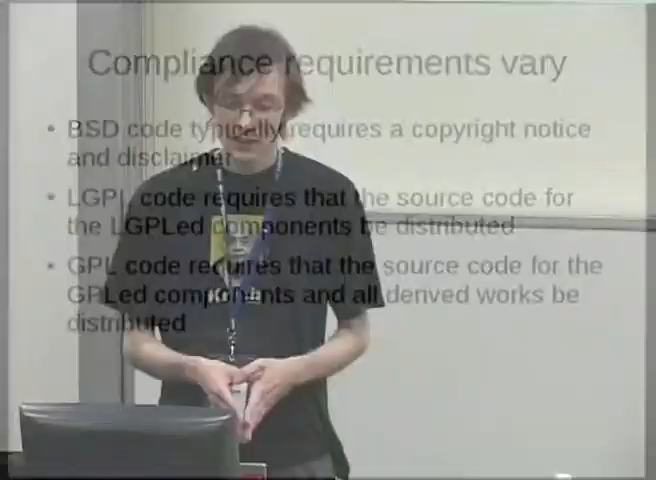 Compliance requirements vary
• BSD code typically requires a copyright notice
and disclaimer
• LGPL code requires that the source code for
the LGPLed components be distributed
• GPL code requires that the source code for the
GPLed components and all derived works be
distributed